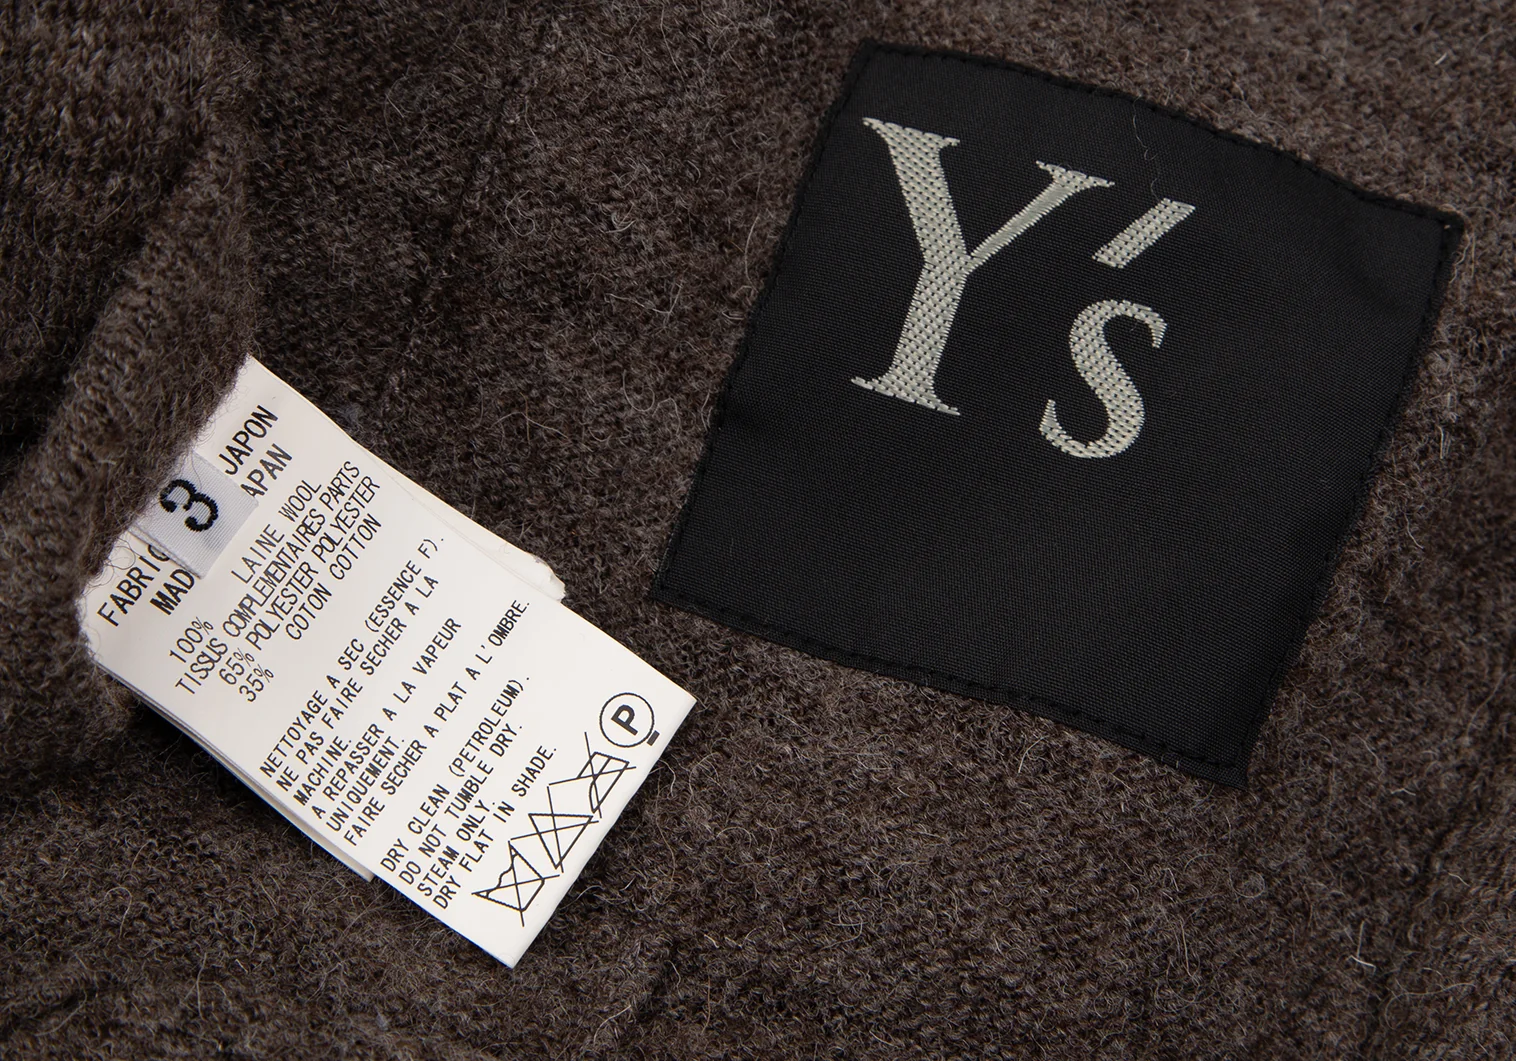 Y's
3
FABRIQ JAPON
MAD APAN
100% LAINE WOOL
TISSUS COMPLEMENTAIRES PARTS
65% POLYESTER POLYESTER
35% COTON COTTON
NETTOYAGE A SEC (ESSENCE F).
NE PAS FAIRE SECHER A LA
MACHINE.
A REPASSER A LA VAPEUR
UNIQUEMENT.
FAIRE SECHER A PLAT A L'OMBRE.
DRY CLEAN (PETROLEUM).
DO NOT TUMBLE DRY.
STEAM ONLY.
DRY FLAT IN SHADE.
P